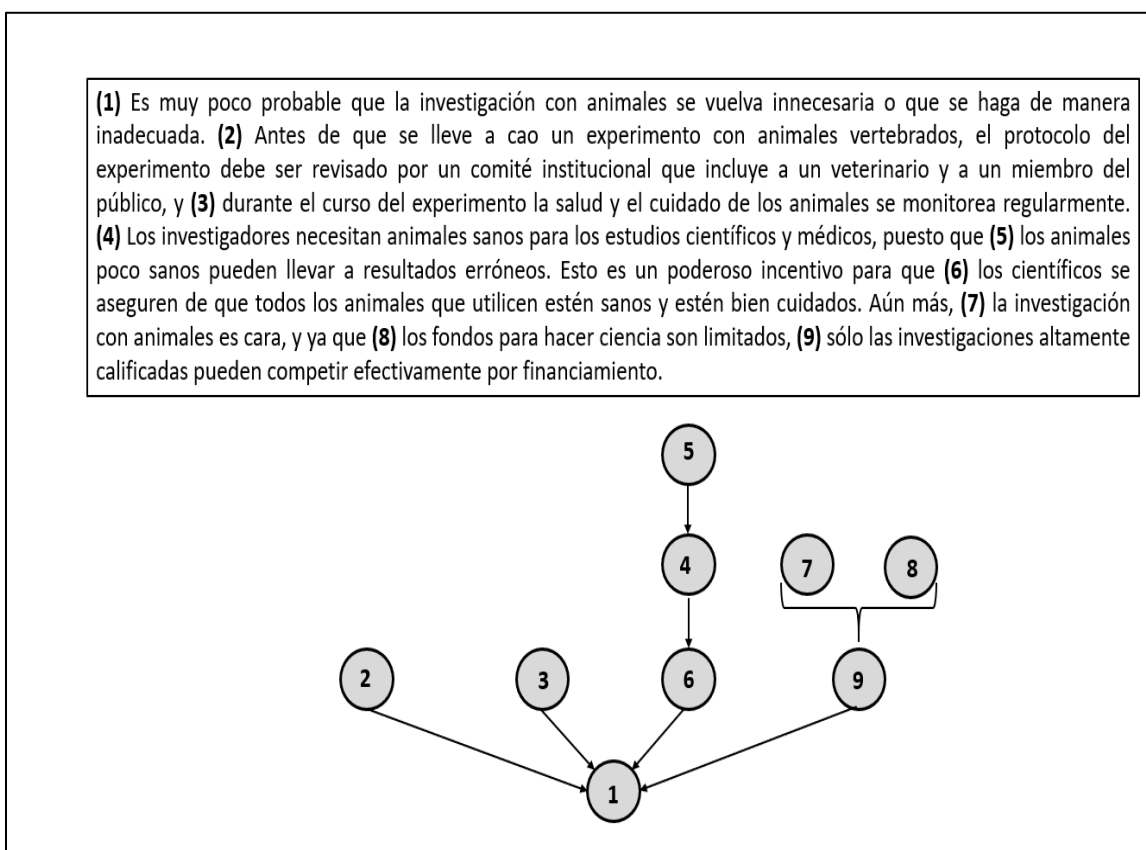 (1) Es muy poco probable que la investigación con animales se vuelva innecesaria o que se haga de manera
inadecuada. (2) Antes de que se lleve a cao un experimento con animales vertebrados, el protocolo del
experimento debe ser revisado por un comité institucional que incluye a un veterinario y a un miembro del
público, y (3) durante el curso del experimento la salud y el cuidado de los animales se monitorea regularmente.
(4) Los investigadores necesitan animales sanos para los estudios científicos y médicos, puesto que (5) los animales
poco sanos pueden llevar a resultados erróneos. Esto es un poderoso incentivo para que (6) los científicos se
aseguren de que todos los animales que utilicen estén sanos y estén bien cuidados. Aún más, (7) la investigación
con animales es cara, y ya que (8) los fondos para hacer ciencia son limitados, (9) sólo las investigaciones altamente
calificadas pueden competir efectivamente por financiamiento.
5
4 7 8
2 3 6 9
1